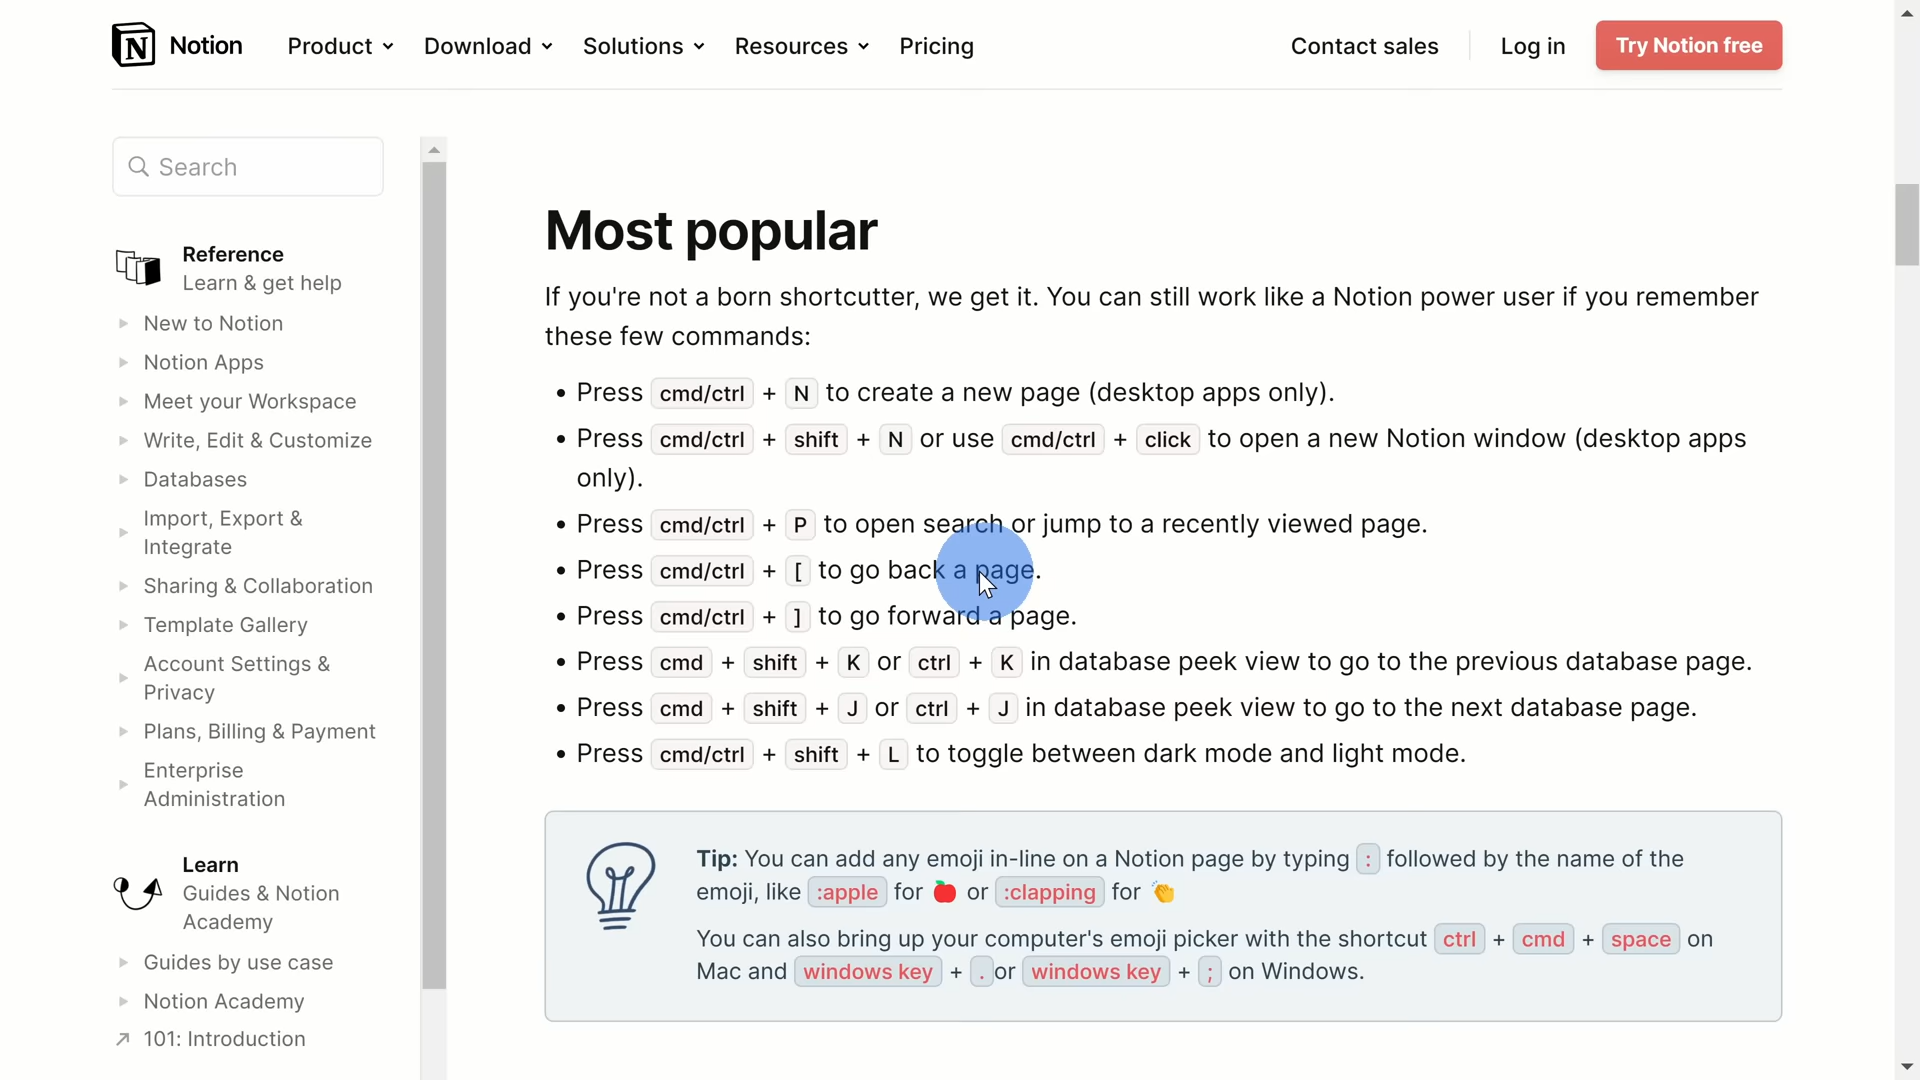 Notion
Product
Download
Solutions
Resources
Pricing
Contact sales
Log in
Try Notion free
Search
Reference
Learn & get help
New to Notion
Notion Apps
Meet your Workspace
Write, Edit & Customize
Databases
Import, Export &
Integrate
Sharing & Collaboration
Template Gallery
Account Settings &
Privacy
Plans, Billing & Payment
Enterprise
Administration
Learn
Guides & Notion
Academy
Guides by use case
Notion Academy
101: Introduction
Most popular
If you're not a born shortcutter, we get it. You can still work like a Notion power user if you remember
these few commands:
• Press cmd/ctrl + N to create a new page (desktop apps only).
• Press cmd/ctrl + shift + N or use cmd/ctrl + click to open a new Notion window (desktop apps
only).
• Press cmd/ctrl + P to open search or jump to a recently viewed page.
• Press cmd/ctrl + [ to go back a page.
• Press cmd/ctrl + ] to go forward a page.
• Press cmd + shift + K or ctrl + K in database peek view to go to the previous database page.
• Press cmd + shift + J or ctrl + J in database peek view to go to the next database page.
• Press cmd/ctrl + shift + L to toggle between dark mode and light mode.
Tip: You can add any emoji in-line on a Notion page by typing : followed by the name of the
emoji, like :apple for 🍎 or :clapping for 👏
You can also bring up your computer's emoji picker with the shortcut ctrl + cmd + space on
Mac and windows key + . or windows key + ; on Windows.